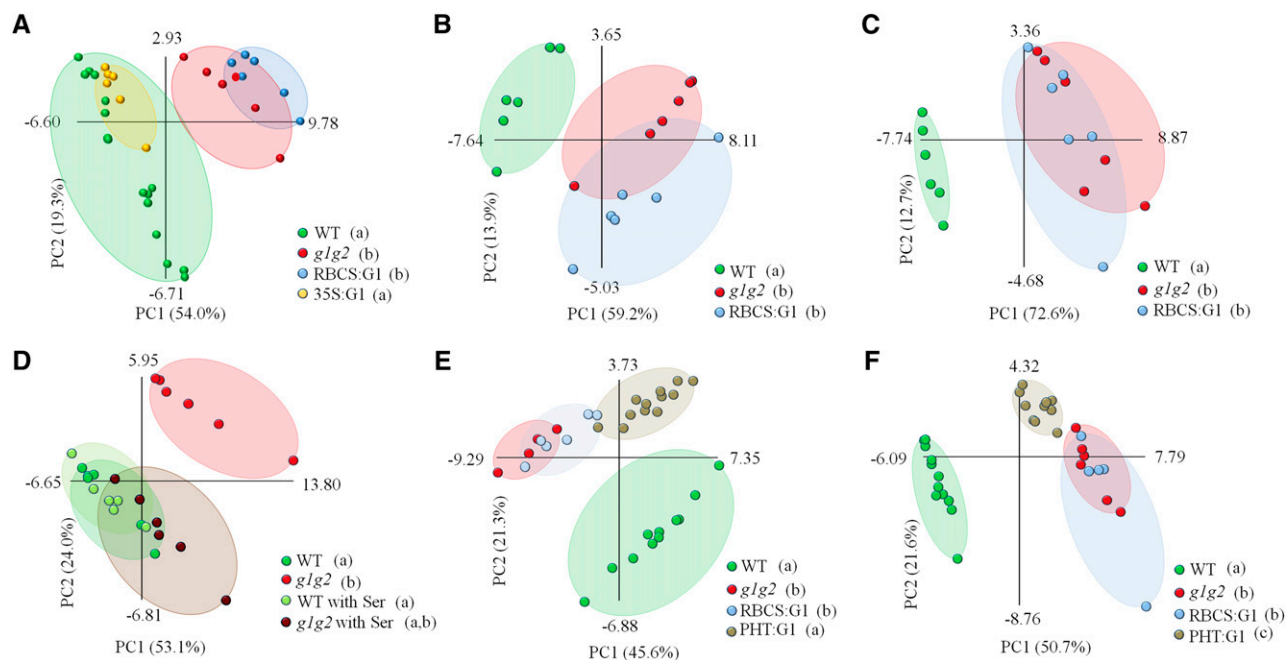 A
2.93
-6.60
9.78
-6.71
PC2 (19.3%)
PC1 (54.0%)
WT (a)
g1g2 (b)
RBCS:G1 (b)
35S:G1 (a)
B
3.65
-7.64
8.11
-5.03
PC2 (13.9%)
PC1 (59.2%)
WT (a)
g1g2 (b)
RBCS:G1 (b)
C
3.36
-7.74
8.87
-4.68
PC2 (12.7%)
PC1 (72.6%)
WT (a)
g1g2 (b)
RBCS:G1 (b)
D
5.95
-6.65
13.80
-6.81
PC2 (24.0%)
PC1 (53.1%)
WT (a)
g1g2 (b)
WT with Ser (a)
g1g2 with Ser (a,b)
E
3.73
-9.29
7.35
-6.88
PC2 (21.3%)
PC1 (45.6%)
WT (a)
g1g2 (b)
RBCS:G1 (b)
PHT:G1 (a)
F
4.32
-6.09
7.79
-8.76
PC2 (21.6%)
PC1 (50.7%)
WT (a)
g1g2 (b)
RBCS:G1 (b)
PHT:G1 (c)